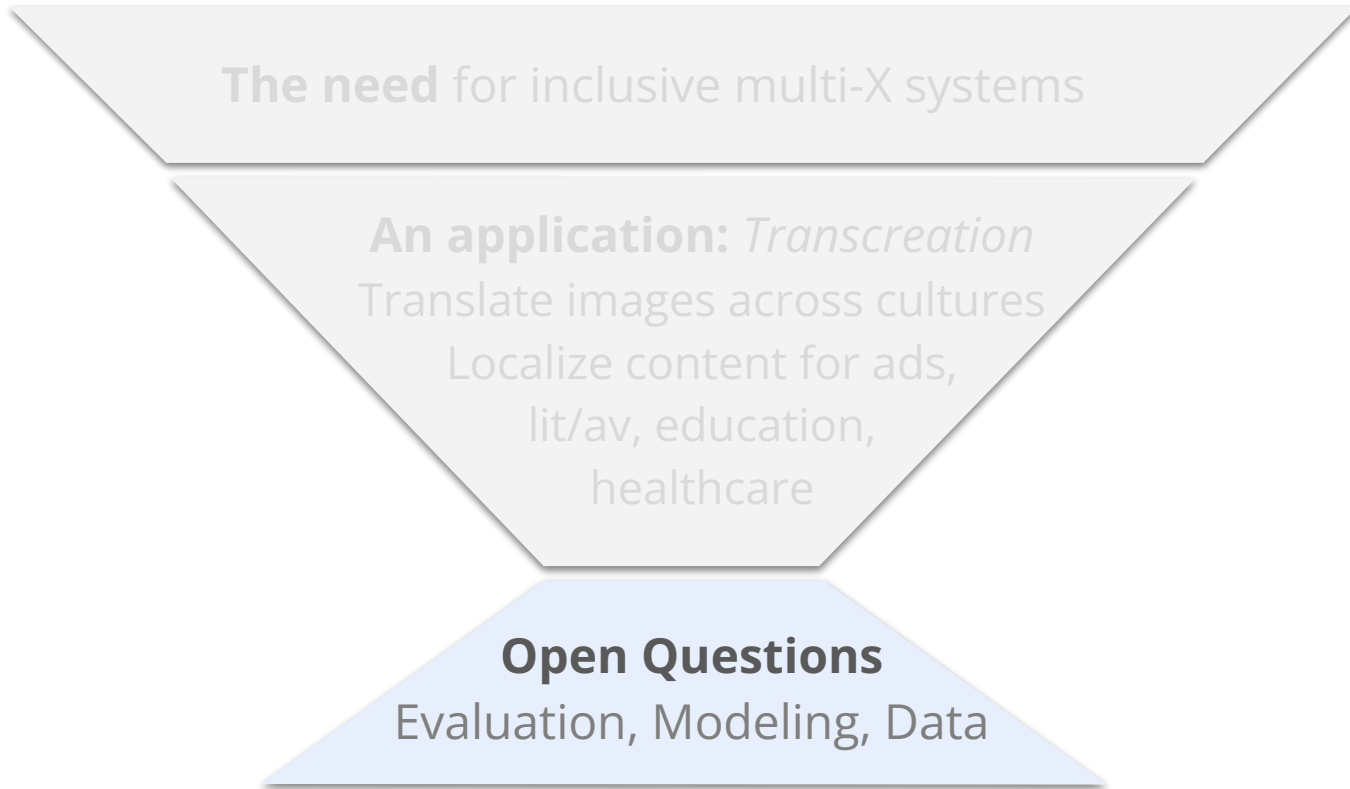 The need for inclusive multi-X systems
An application: Transcreation
Translate images across cultures
Localize content for ads,
lit/av, education,
healthcare
Open Questions
Evaluation, Modeling, Data